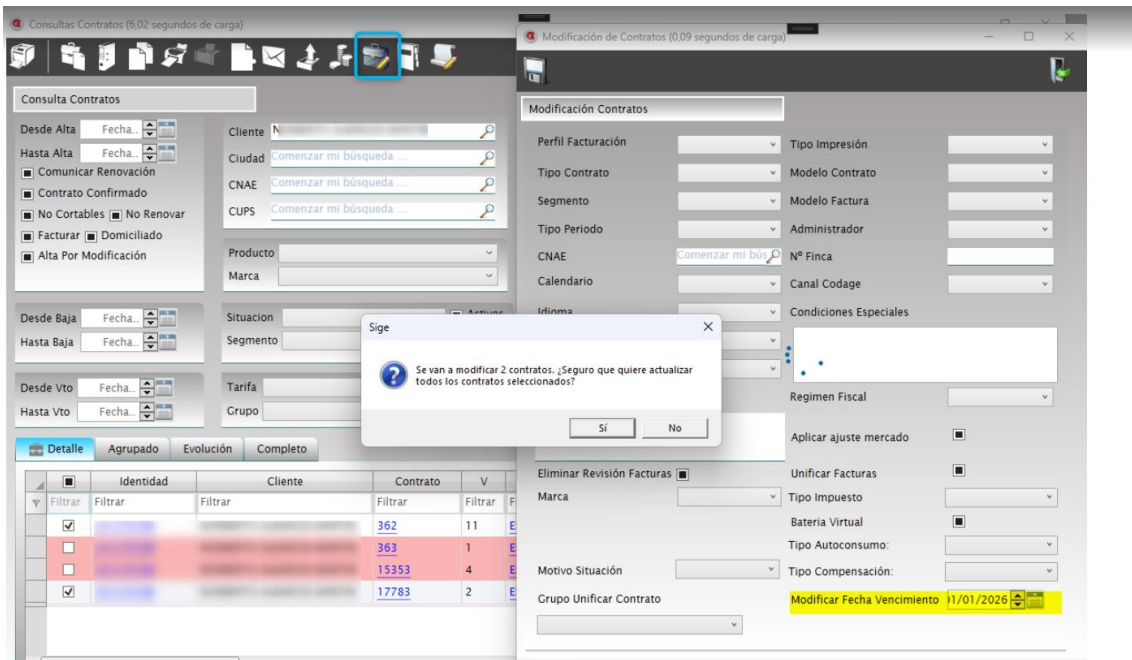 Consultas Contratos (6,02 segundos de carga)
Consulta Contratos
Desde Alta Fecha..
Hasta Alta Fecha..
Comunicar Renovación
Contrato Confirmado
No Cortables No Renovar
Facturar Domiciliado
Alta Por Modificación
Cliente N
Ciudad Comenzar mi búsqueda ...
CNAE Comenzar mi búsqueda ...
CUPS Comenzar mi búsqueda ...
Producto
Marca
Desde Baja Fecha..
Hasta Baja Fecha..
Situacion Activos
Segmento
Desde Vto Fecha..
Hasta Vto Fecha..
Tarifa
Grupo
Detalle Agrupado Evolución Completo
Identidad Cliente Contrato V
Filtrar Filtrar Filtrar Filtrar Filtrar F
362 11 E
363 1 E
15353 4 E
17783 2 E
Modificación de Contratos (0,09 segundos de carga)
Modificación Contratos
Perfil Facturación Tipo Impresión
Tipo Contrato Modelo Contrato
Segmento Modelo Factura
Tipo Periodo Administrador
CNAE Comenzar mi bús Nº Finca
Calendario Canal Codage
Idioma Condiciones Especiales
Regimen Fiscal
Aplicar ajuste mercado
Eliminar Revisión Facturas Unificar Facturas
Marca Tipo Impuesto
Bateria Virtual
Tipo Autoconsumo:
Motivo Situación Tipo Compensación:
Grupo Unificar Contrato Modificar Fecha Vencimiento 01/01/2026
Sige
Se van a modificar 2 contratos. ¿Seguro que quiere actualizar
todos los contratos seleccionados?
Sí No